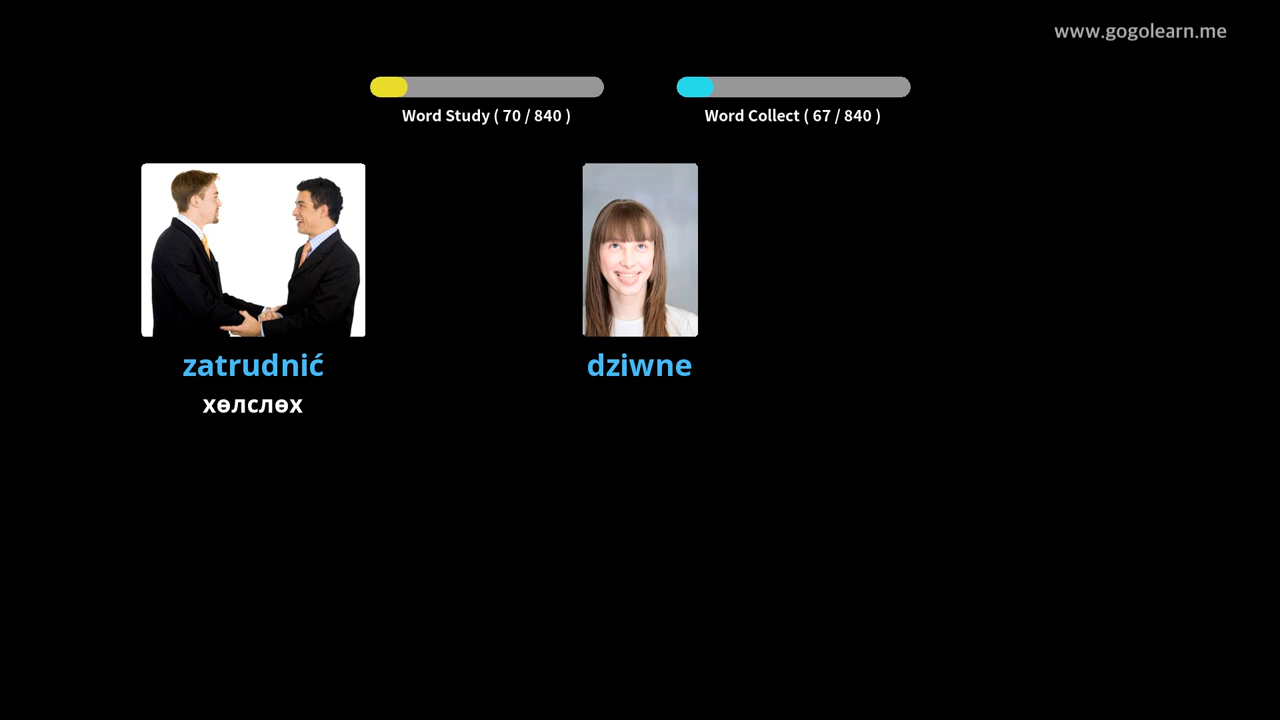 www.gogolearn.me
Word Study ( 70 / 840 )
Word Collect ( 67 / 840 )
zatrudnić
хөлслөх
dziwne